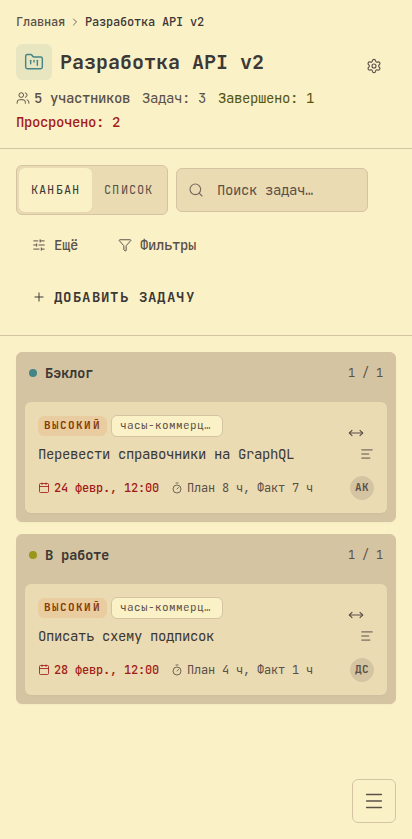 Главная > Разработка API v2
Разработка API v2
5 участников Задач: 3 Завершено: 1
Просрочено: 2
КАНБАН СПИСОК Поиск задач…
Ещё Фильтры
+ ДОБАВИТЬ ЗАДАЧУ
Бэклог 1 / 1
ВЫСОКИЙ часы-коммерц…
Перевести справочники на GraphQL
24 февр., 12:00 План 8 ч, Факт 7 ч АК
В работе 1 / 1
ВЫСОКИЙ часы-коммерц…
Описать схему подписок
28 февр., 12:00 План 4 ч, Факт 1 ч ДС